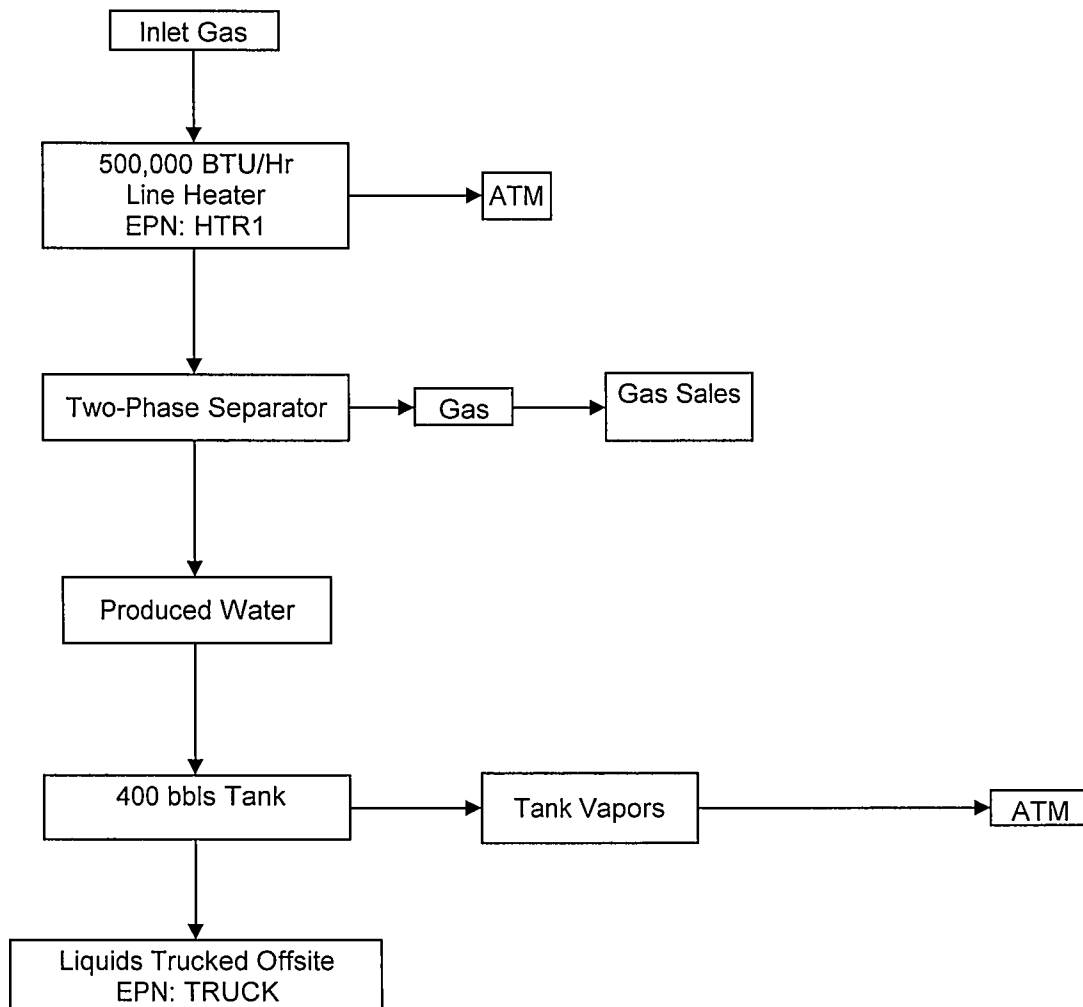 Inlet Gas
500,000 BTU/Hr
Line Heater
EPN: HTR1
ATM
Two-Phase Separator
Gas
Gas Sales
Produced Water
400 bbls Tank
Tank Vapors
ATM
Liquids Trucked Offsite
EPN: TRUCK